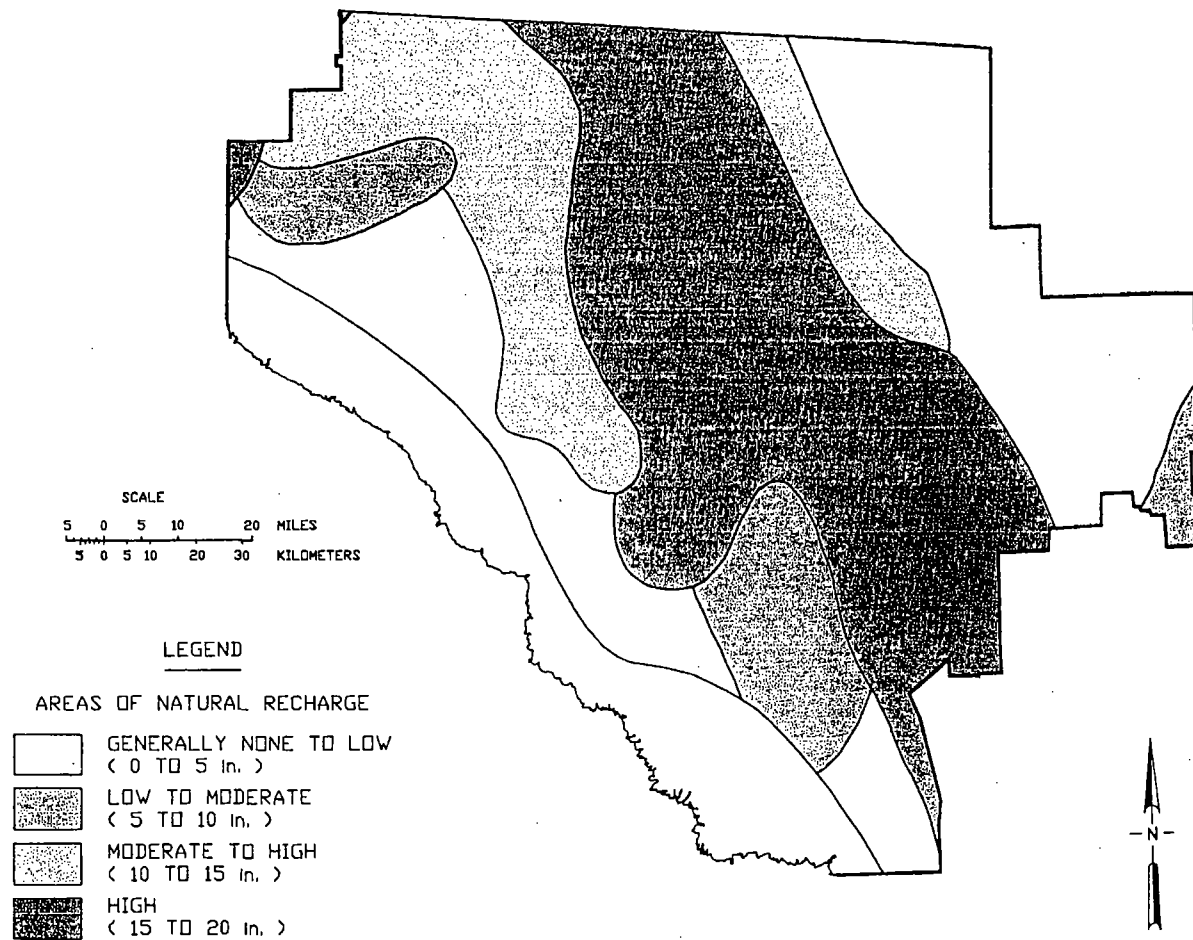 SCALE
5 0 5 10 20 MILES
5 0 5 10 20 30 KILOMETERS
LEGEND
AREAS OF NATURAL RECHARGE
GENERALLY NONE TO LOW
( 0 TO 5 in. )
LOW TO MODERATE
( 5 TO 10 in. )
MODERATE TO HIGH
( 10 TO 15 in. )
HIGH
( 15 TO 20 in. )
-N-